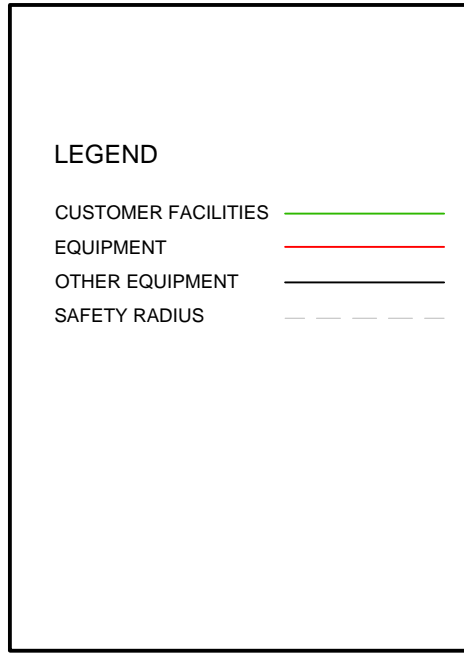 LEGEND
CUSTOMER FACILITIES
EQUIPMENT
OTHER EQUIPMENT
SAFETY RADIUS